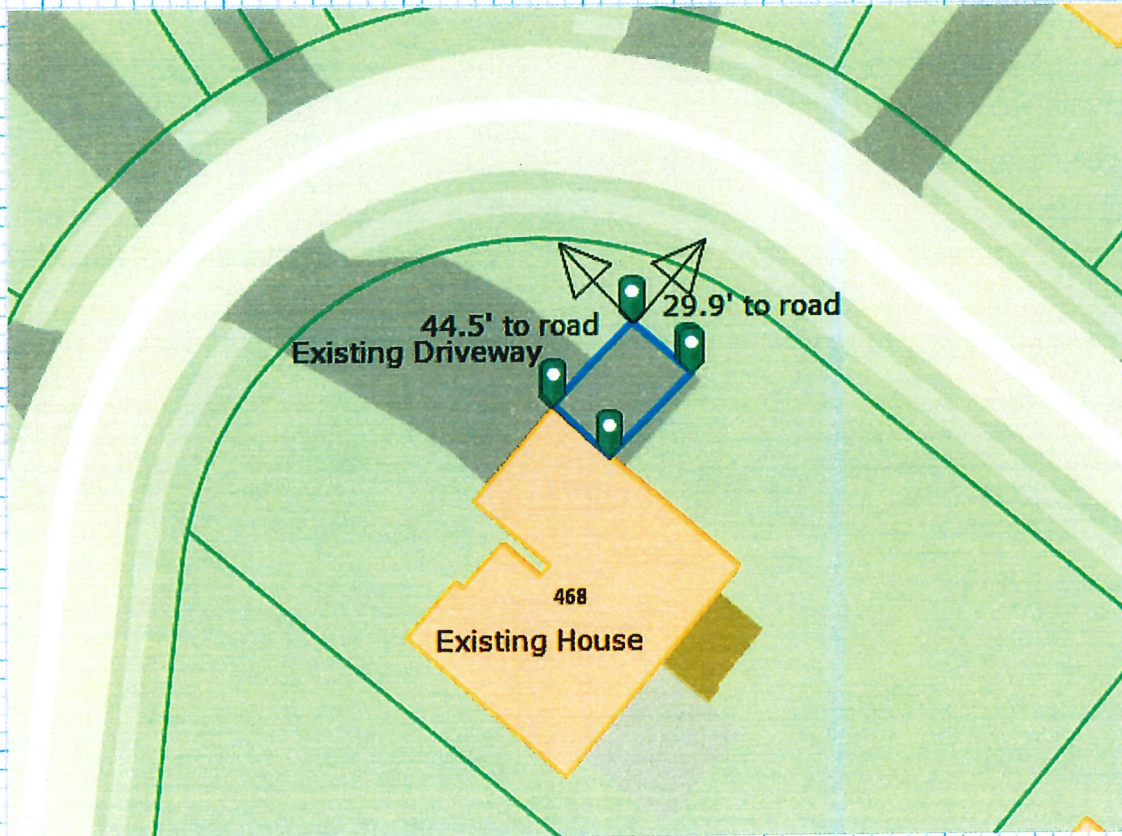 29.9' to road
44.5' to road
Existing Driveway
468
Existing House